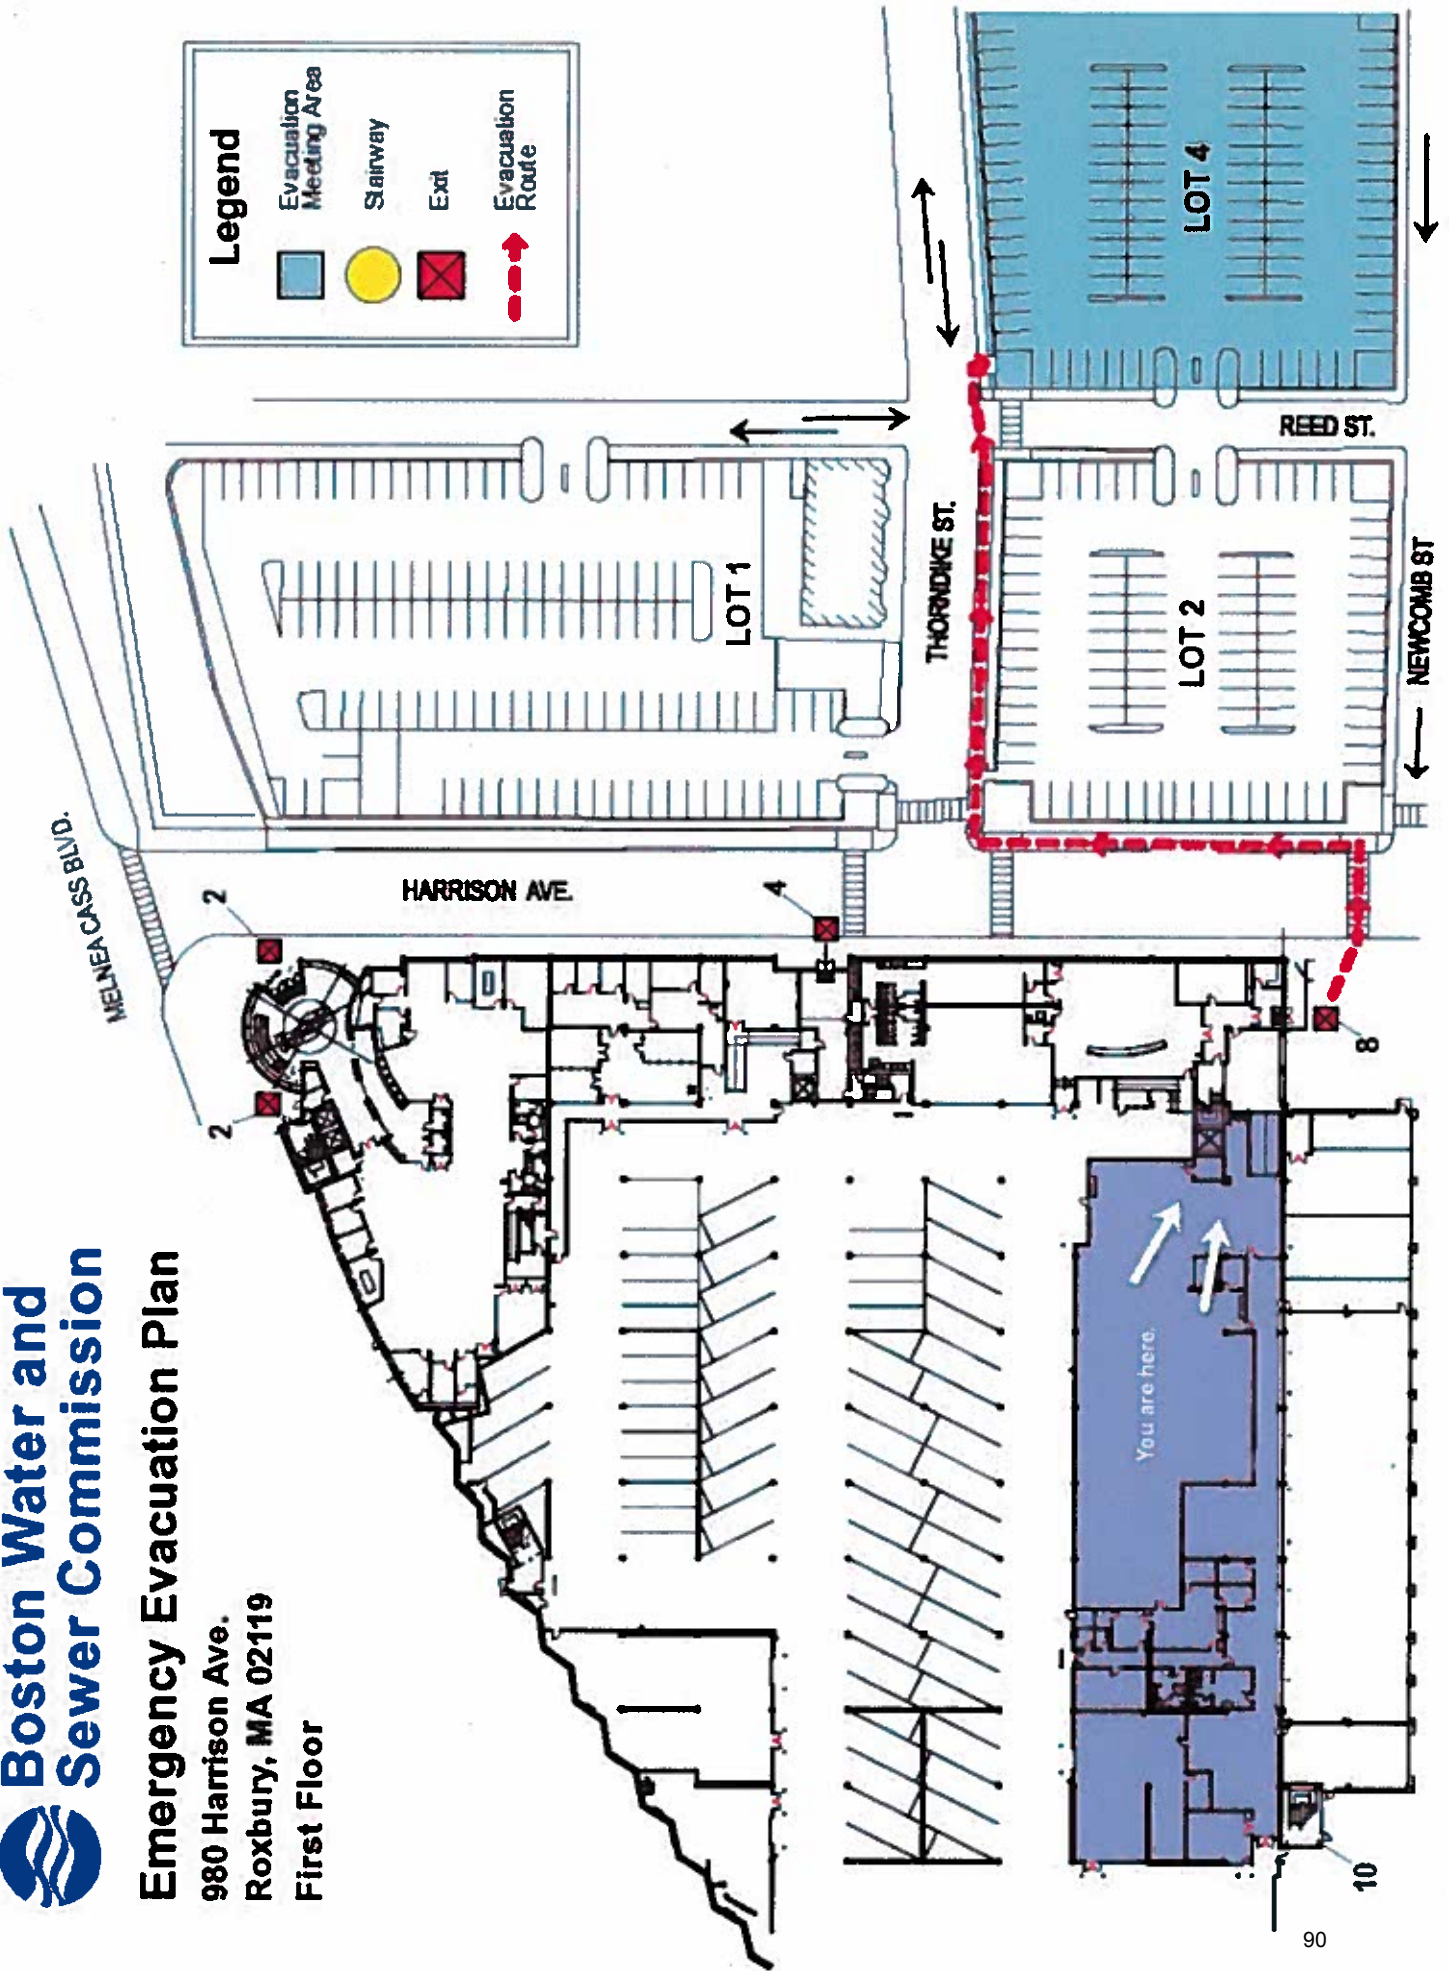 Boston Water and
Sewer Commission
Emergency Evacuation Plan
980 Harrison Ave.
Roxbury, MA 02119
First Floor
Legend
Evacuation
Meeting Area
Stairway
Exit
Evacuation
Route
MELNEA CASS BLVD.
HARRISON AVE.
2
2
4
LOT 1
THORNDIKE ST.
LOT 2
LOT 4
REED ST.
NEWCOMB ST
8
You are here.
10
90